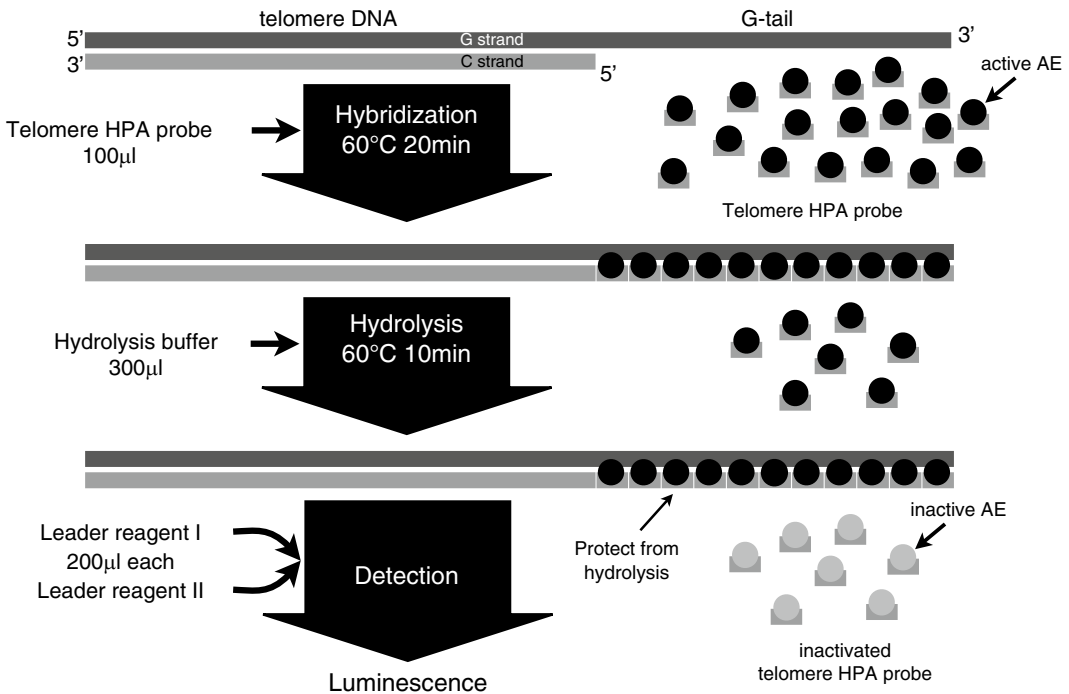 telomere DNA
G-tail
5’
G strand
3’
3’
C strand
5’
active AE
Telomere HPA probe
100μl
Hybridization
60°C 20min
Telomere HPA probe
Hydrolysis buffer
300μl
Hydrolysis
60°C 10min
Leader reagent I
200μl each
Leader reagent II
Detection
Protect from
hydrolysis
inactive AE
inactivated
telomere HPA probe
Luminescence